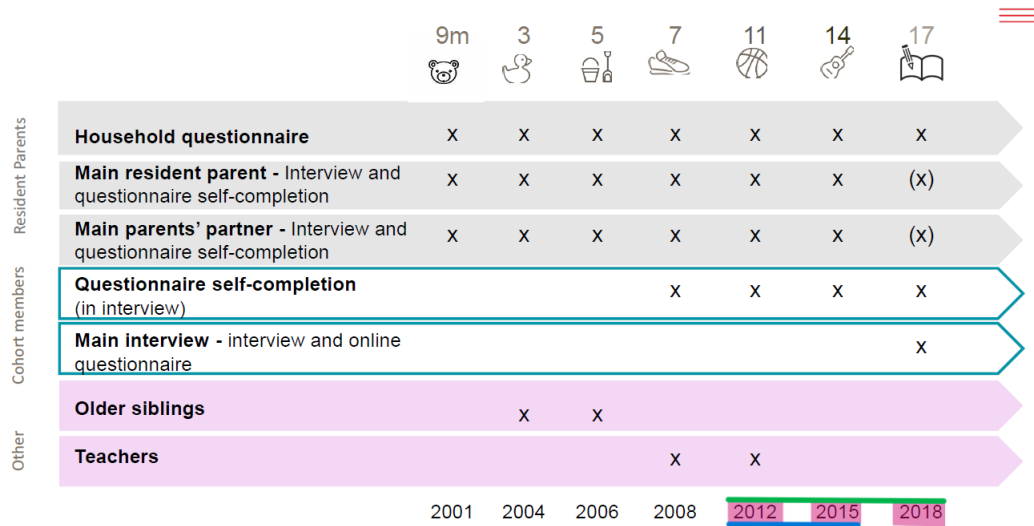 9m 3 5 7 11 14 17
Resident Parents
Household questionnaire x x x x x x x
Main resident parent - Interview and
questionnaire self-completion x x x x x x (x)
Main parents’ partner - Interview and
questionnaire self-completion x x x x x x (x)
Cohort members
Questionnaire self-completion
(in interview) x x x x
Main interview - interview and online
questionnaire x
Other
Older siblings x x
Teachers x x
2001 2004 2006 2008 2012 2015 2018